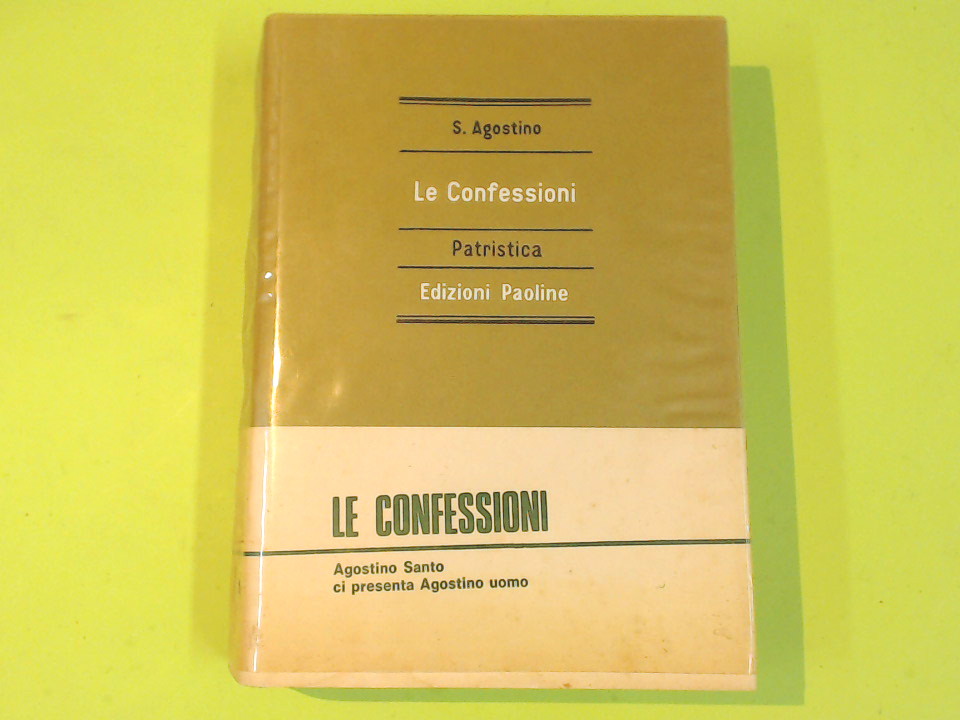 S. Agostino
Le Confessioni
Patristica
Edizioni Paoline
LE CONFESSIONI
Agostino Santo
ci presenta Agostino uomo